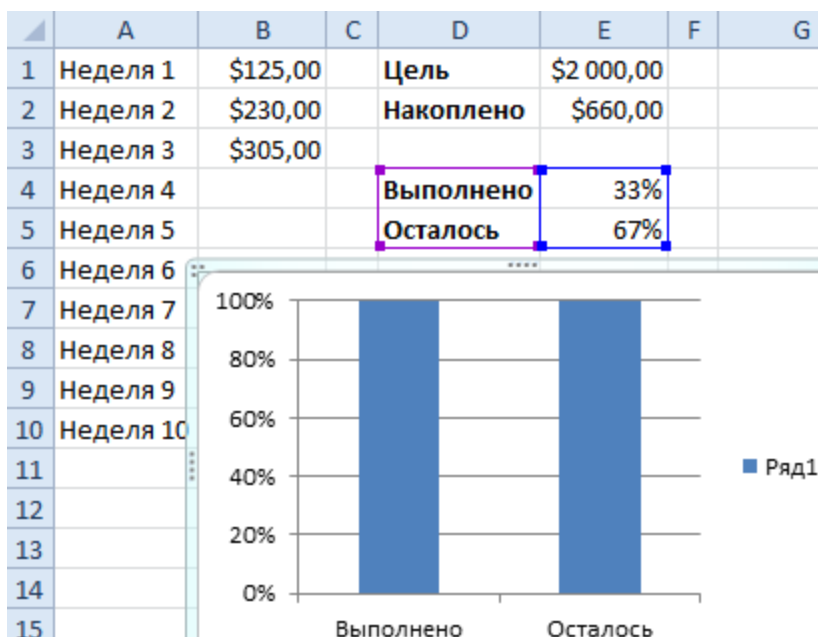 A B C D E F G
1 Неделя 1 $125,00 Цель $2 000,00
2 Неделя 2 $230,00 Накоплено $660,00
3 Неделя 3 $305,00
4 Неделя 4 Выполнено 33%
5 Неделя 5 Осталось 67%
6 Неделя 6
7 Неделя 7 100%
8 Неделя 8 80%
9 Неделя 9
10 Неделя 10 60%
11 40% Ряд1
12
13 20%
14 0%
15 Выполнено Осталось